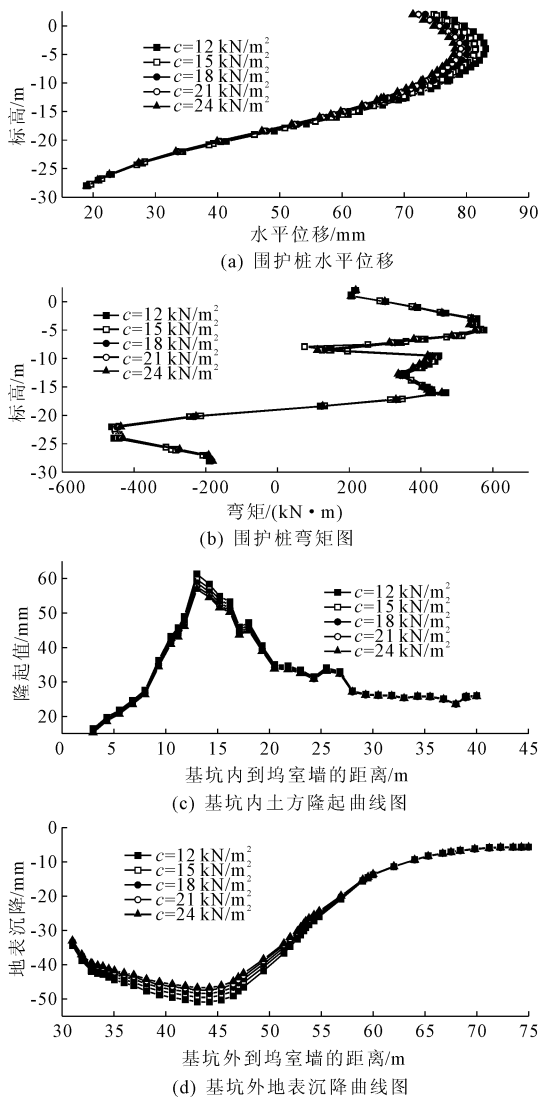 0
-5
-10
-15
-20
-25
-30
标高/m
c=12 kN/m²
c=15 kN/m²
c=18 kN/m²
c=21 kN/m²
c=24 kN/m²
20 30 40 50 60 70 80 90
水平位移/mm
(a) 围护桩水平位移
0
-5
-10
-15
-20
-25
-30
标高/m
c=12 kN/m²
c=15 kN/m²
c=18 kN/m²
c=21 kN/m²
c=24 kN/m²
-600 -400 -200 0 200 400 600
弯矩/(kN·m)
(b) 围护桩弯矩图
60
50
40
30
20
隆起值/mm
c=12 kN/m²
c=15 kN/m²
c=18 kN/m²
c=21 kN/m²
c=24 kN/m²
0 5 10 15 20 25 30 35 40 45
基坑内到坞室墙的距离/m
(c) 基坑内土方隆起曲线图
0
-10
-20
-30
-40
-50
地表沉降/mm
c=12 kN/m²
c=15 kN/m²
c=18 kN/m²
c=21 kN/m²
c=24 kN/m²
30 35 40 45 50 55 60 65 70 75
基坑外到坞室墙的距离/m
(d) 基坑外地表沉降曲线图